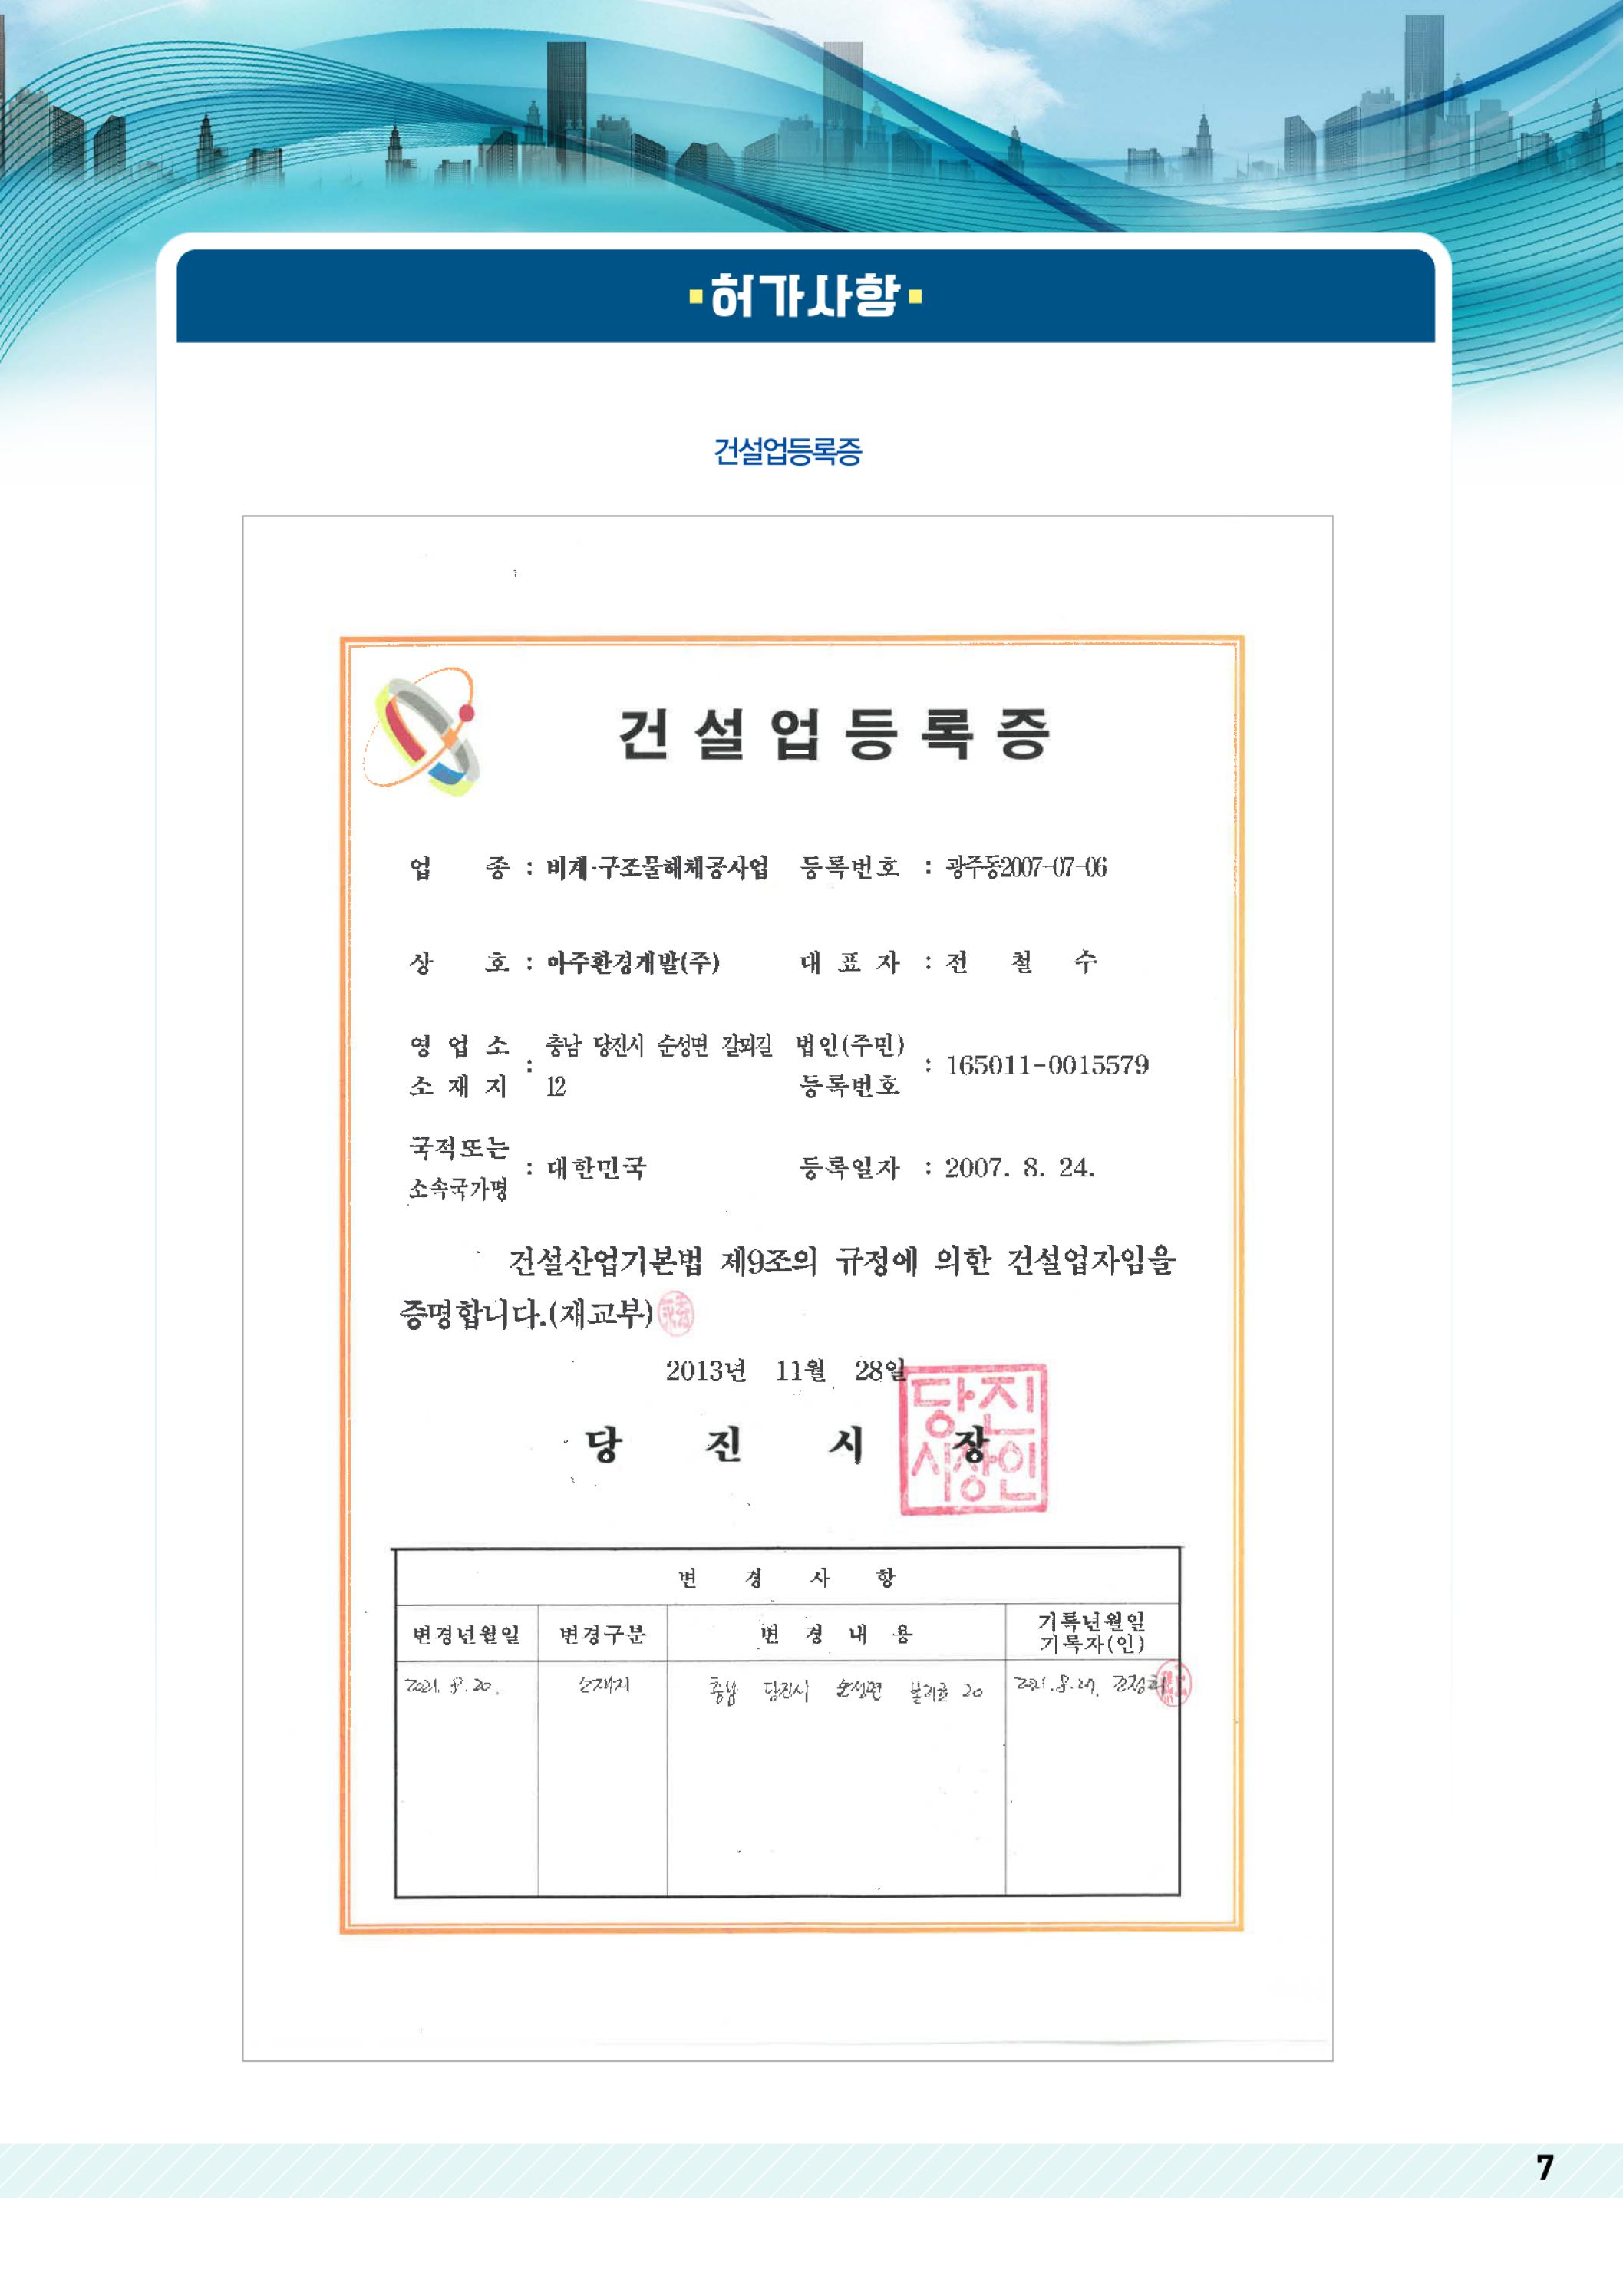 ·허가사항·
건설업등록증
건설업등록증
업 종 : 비계·구조물해체공사업 등록번호 : 광주동2007-07-06
상 호 : 아주환경개발(주) 대표자 : 전 철 수
영업소 소재지 : 충남 당진시 순성면 갈뫼길 12 법인(주민)등록번호 : 165011-0015579
국적또는 소속국가명 : 대한민국 등록일자 : 2007. 8. 24.
건설산업기본법 제9조의 규정에 의한 건설업자임을
증명합니다.(재교부)
2013년 11월 28일
당 진 시 장
당진
시장인
변 경 사 항
변경년월일 변경구분 변 경 내 용 기록년월일 기록자(인)
2021. 8. 20. 소재지 충남 당진시 순성면 20 2021. 8. 27.
7